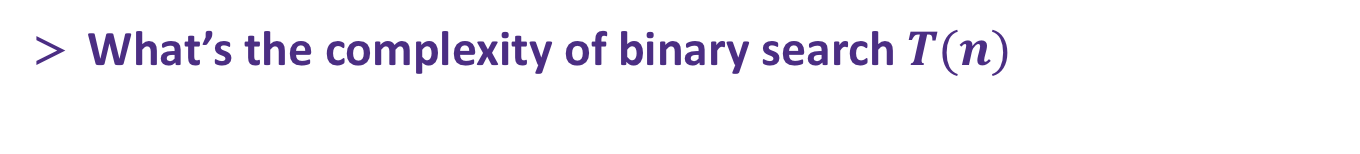 > What’s the complexity of binary search T(n)